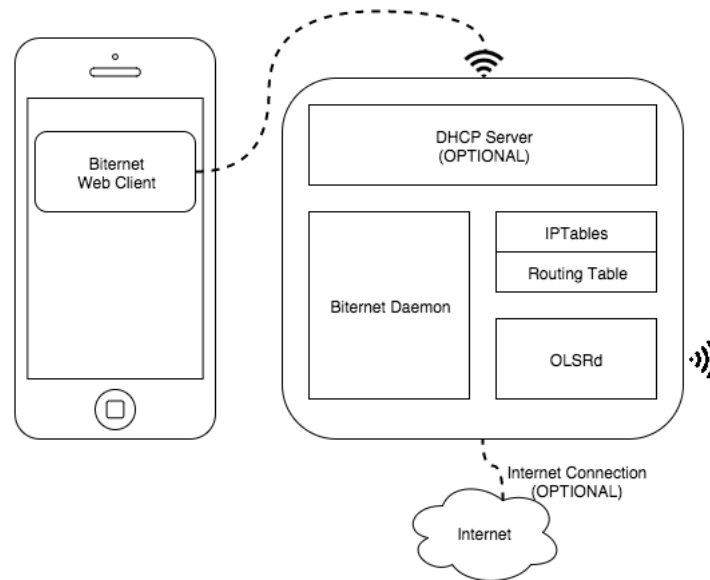 Biternet
Web Client
DHCP Server
(OPTIONAL)
Biternet Daemon
IPTables
Routing Table
OLSRd
Internet Connection
(OPTIONAL)
Internet